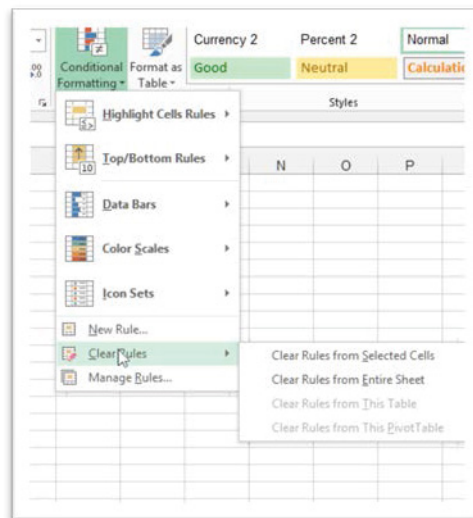 Currency 2 Percent 2 Normal
Conditional Formatting Format as Table Good Neutral Calculatio
.00
Styles
Highlight Cells Rules
Top/Bottom Rules
N O P
Data Bars
Color Scales
Icon Sets
New Rule...
Clear Rules
Clear Rules from Selected Cells
Manage Rules...
Clear Rules from Entire Sheet
Clear Rules from This Table
Clear Rules from This PivotTable